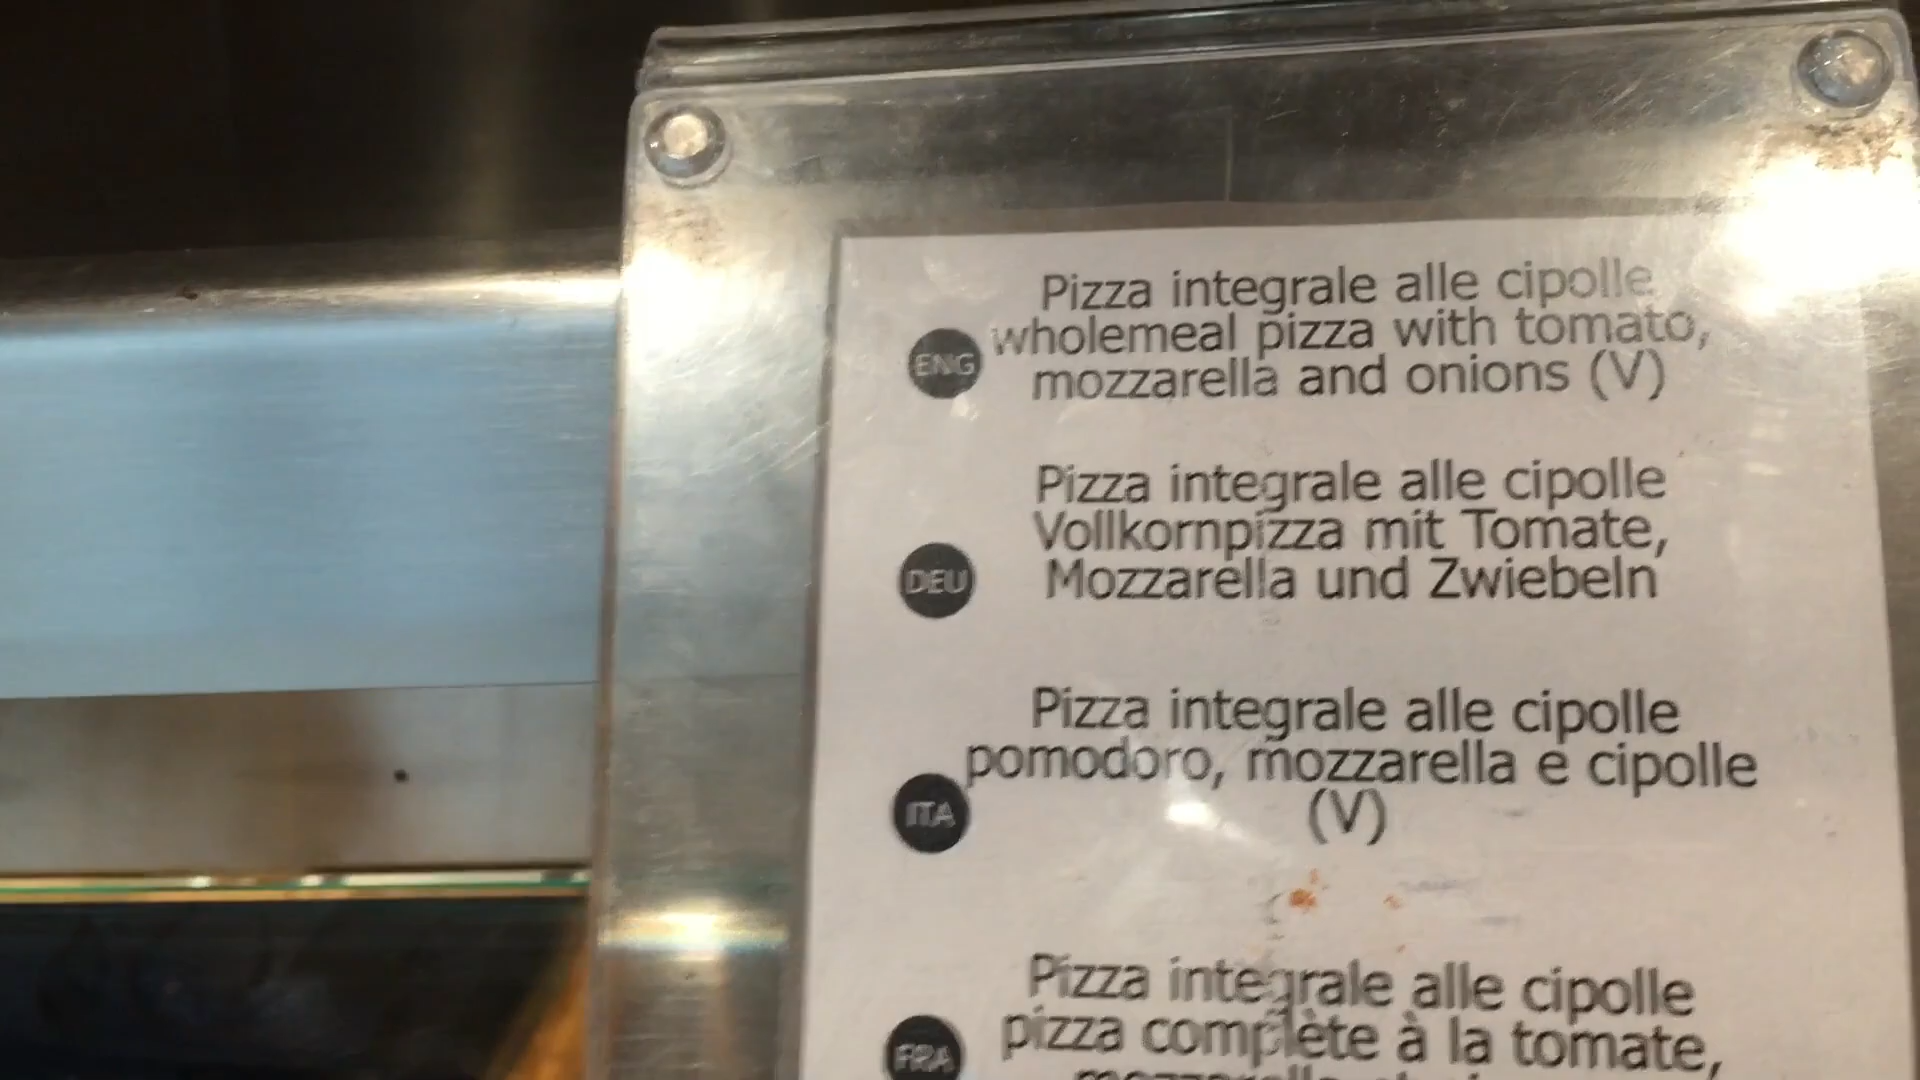 Pizza integrale alle cipolle
ENG wholemeal pizza with tomato,
mozzarella and onions (V)
Pizza integrale alle cipolle
Vollkornpizza mit Tomate,
DEU Mozzarella und Zwiebeln
Pizza integrale alle cipolle
pomodoro, mozzarella e cipolle
ITA (V)
Pizza integrale alle cipolle
FRA pizza complète à la tomate,